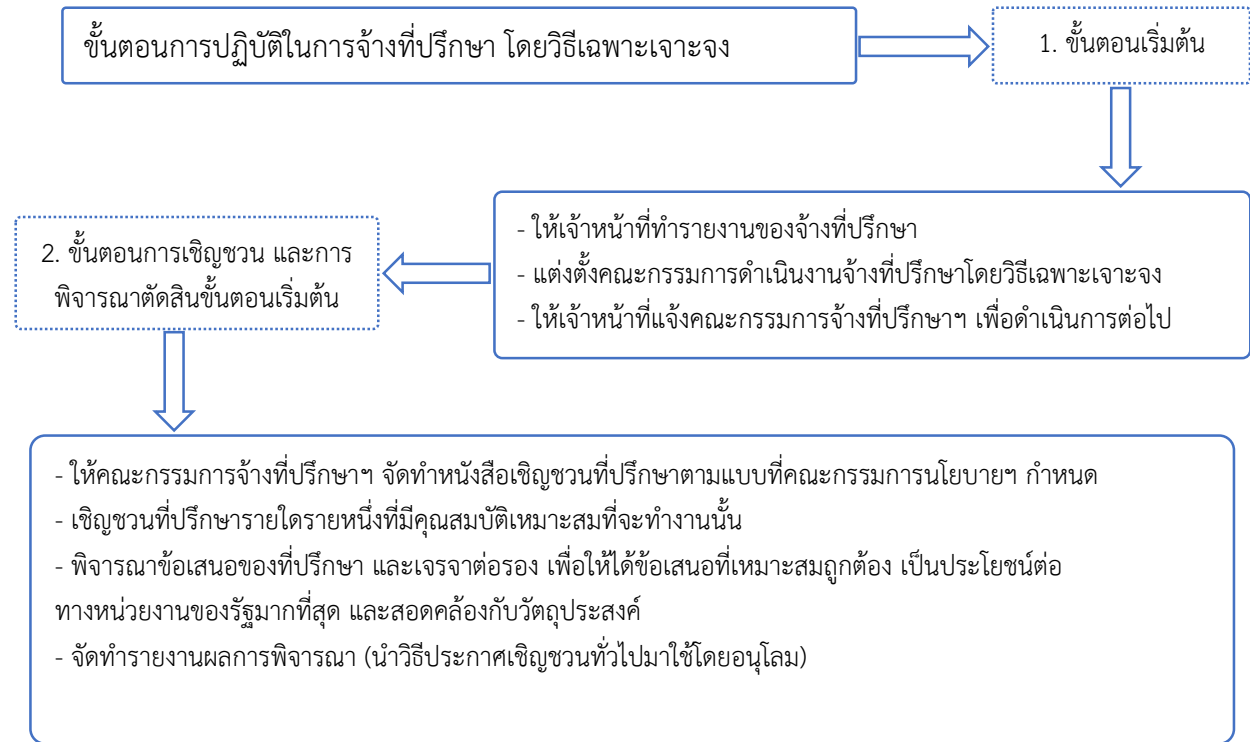 ขั้นตอนการปฏิบัติในการจ้างที่ปรึกษา โดยวิธีเฉพาะเจาะจง
1. ขั้นตอนเริ่มต้น
- ให้เจ้าหน้าที่ทำรายงานของจ้างที่ปรึกษา
- แต่งตั้งคณะกรรมการดำเนินงานจ้างที่ปรึกษาโดยวิธีเฉพาะเจาะจง
- ให้เจ้าหน้าที่แจ้งคณะกรรมการจ้างที่ปรึกษาฯ เพื่อดำเนินการต่อไป
2. ขั้นตอนการเชิญชวน และการ
พิจารณาตัดสินขั้นตอนเริ่มต้น
- ให้คณะกรรมการจ้างที่ปรึกษาฯ จัดทำหนังสือเชิญชวนที่ปรึกษาตามแบบที่คณะกรรมการนโยบายฯ กำหนด
- เชิญชวนที่ปรึกษารายใดรายหนึ่งที่มีคุณสมบัติเหมาะสมที่จะทำงานนั้น
- พิจารณาข้อเสนอของที่ปรึกษา และเจรจาต่อรอง เพื่อให้ได้ข้อเสนอที่เหมาะสมถูกต้อง เป็นประโยชน์ต่อ
ทางหน่วยงานของรัฐมากที่สุด และสอดคล้องกับวัตถุประสงค์
- จัดทำรายงานผลการพิจารณา (นำวิธีประกาศเชิญชวนทั่วไปมาใช้โดยอนุโลม)